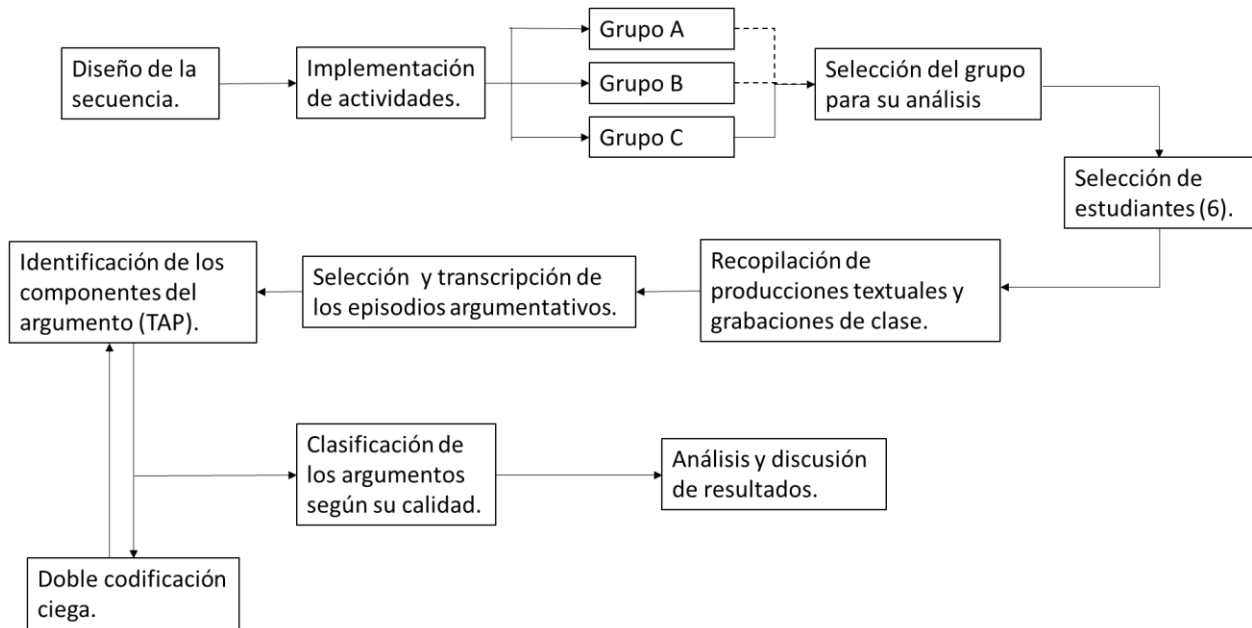 Diseño de la
secuencia.
Implementación
de actividades.
Grupo A
Grupo B
Grupo C
Selección del grupo
para su análisis
Selección de
estudiantes (6).
Recopilación de
producciones textuales y
grabaciones de clase.
Selección y transcripción de
los episodios argumentativos.
Identificación de los
componentes del
argumento (TAP).
Doble codificación
ciega.
Clasificación de
los argumentos
según su calidad.
Análisis y discusión
de resultados.